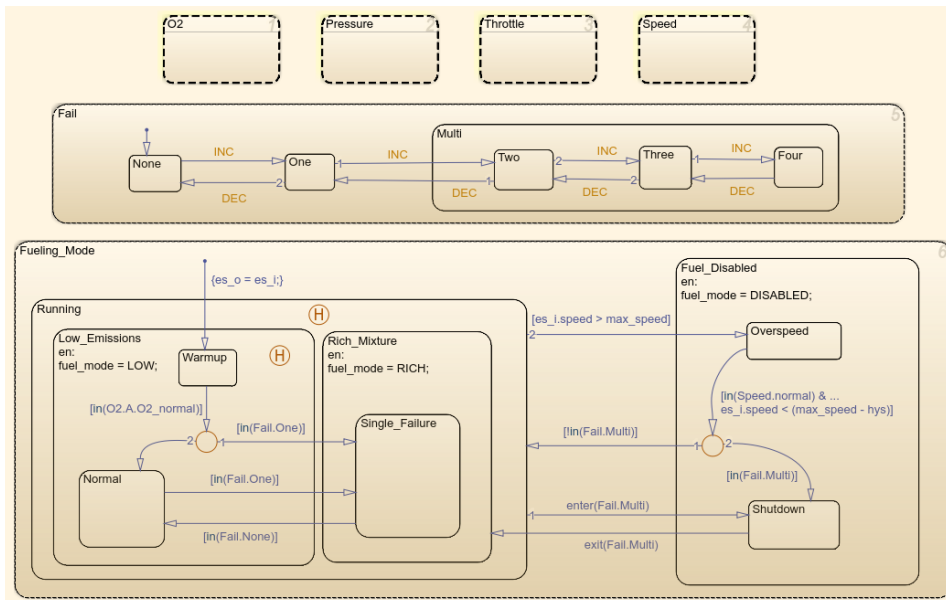 O2 1
Pressure 2
Throttle 3
Speed 4
Fail 5
Multi
None
INC
DEC
One
1
2
INC
DEC
Two
2
1
INC
DEC
Three
1
2
INC
DEC
Four
Fueling_Mode 6
{es_o = es_i;}
Running
H
Low_Emissions
en:
fuel_mode = LOW;
H
Warmup
[in(O2.A.O2_normal)]
2
1
[in(Fail.One)]
Normal
[in(Fail.One)]
[in(Fail.None)]
Rich_Mixture
en:
fuel_mode = RICH;
Single_Failure
[es_i.speed > max_speed]
2
[!in(Fail.Multi)]
1
enter(Fail.Multi)
exit(Fail.Multi)
Fuel_Disabled
en:
fuel_mode = DISABLED;
Overspeed
[in(Speed.normal) & ...
es_i.speed < (max_speed - hys)]
1
2
[in(Fail.Multi)]
Shutdown